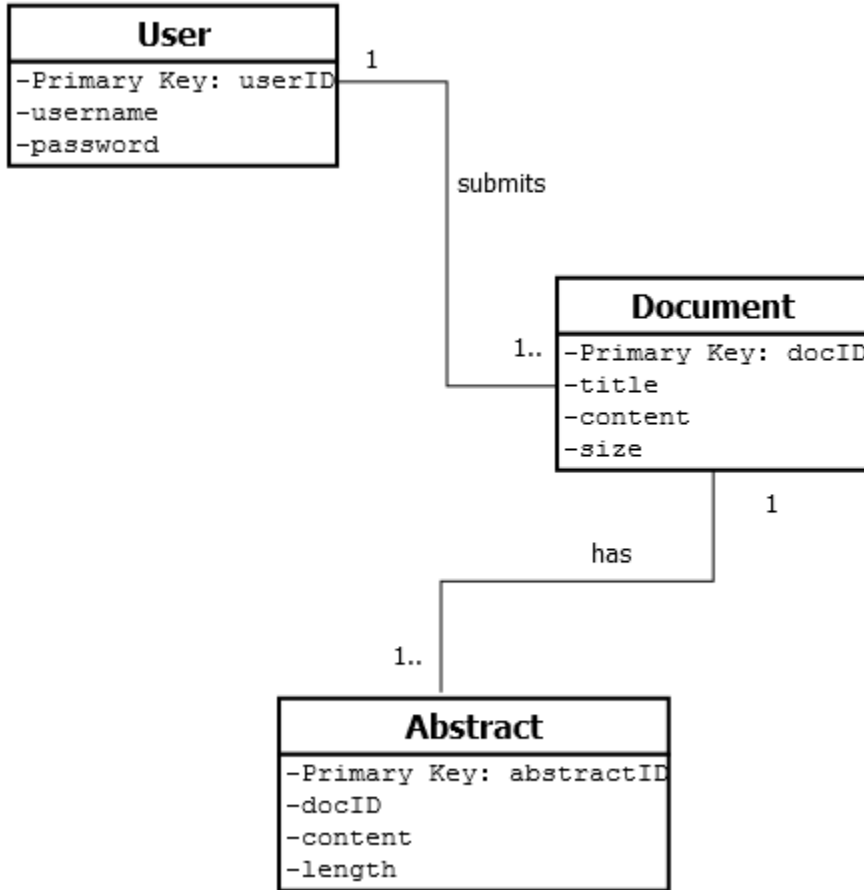 User
-Primary Key: userID
-username
-password
1
submits
1..
Document
-Primary Key: docID
-title
-content
-size
1
has
1..
Abstract
-Primary Key: abstractID
-docID
-content
-length